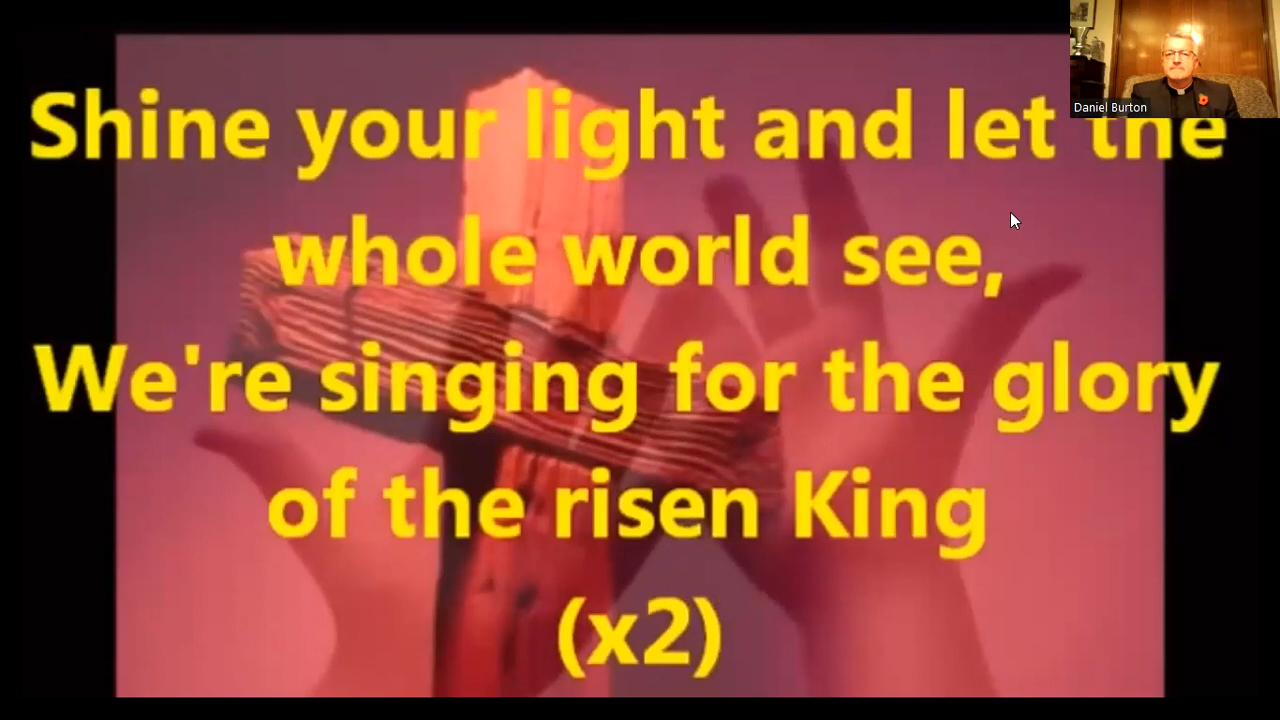 Shine your light and let the
whole world see,
We're singing for the glory
of the risen King
(x2)
Daniel Burton